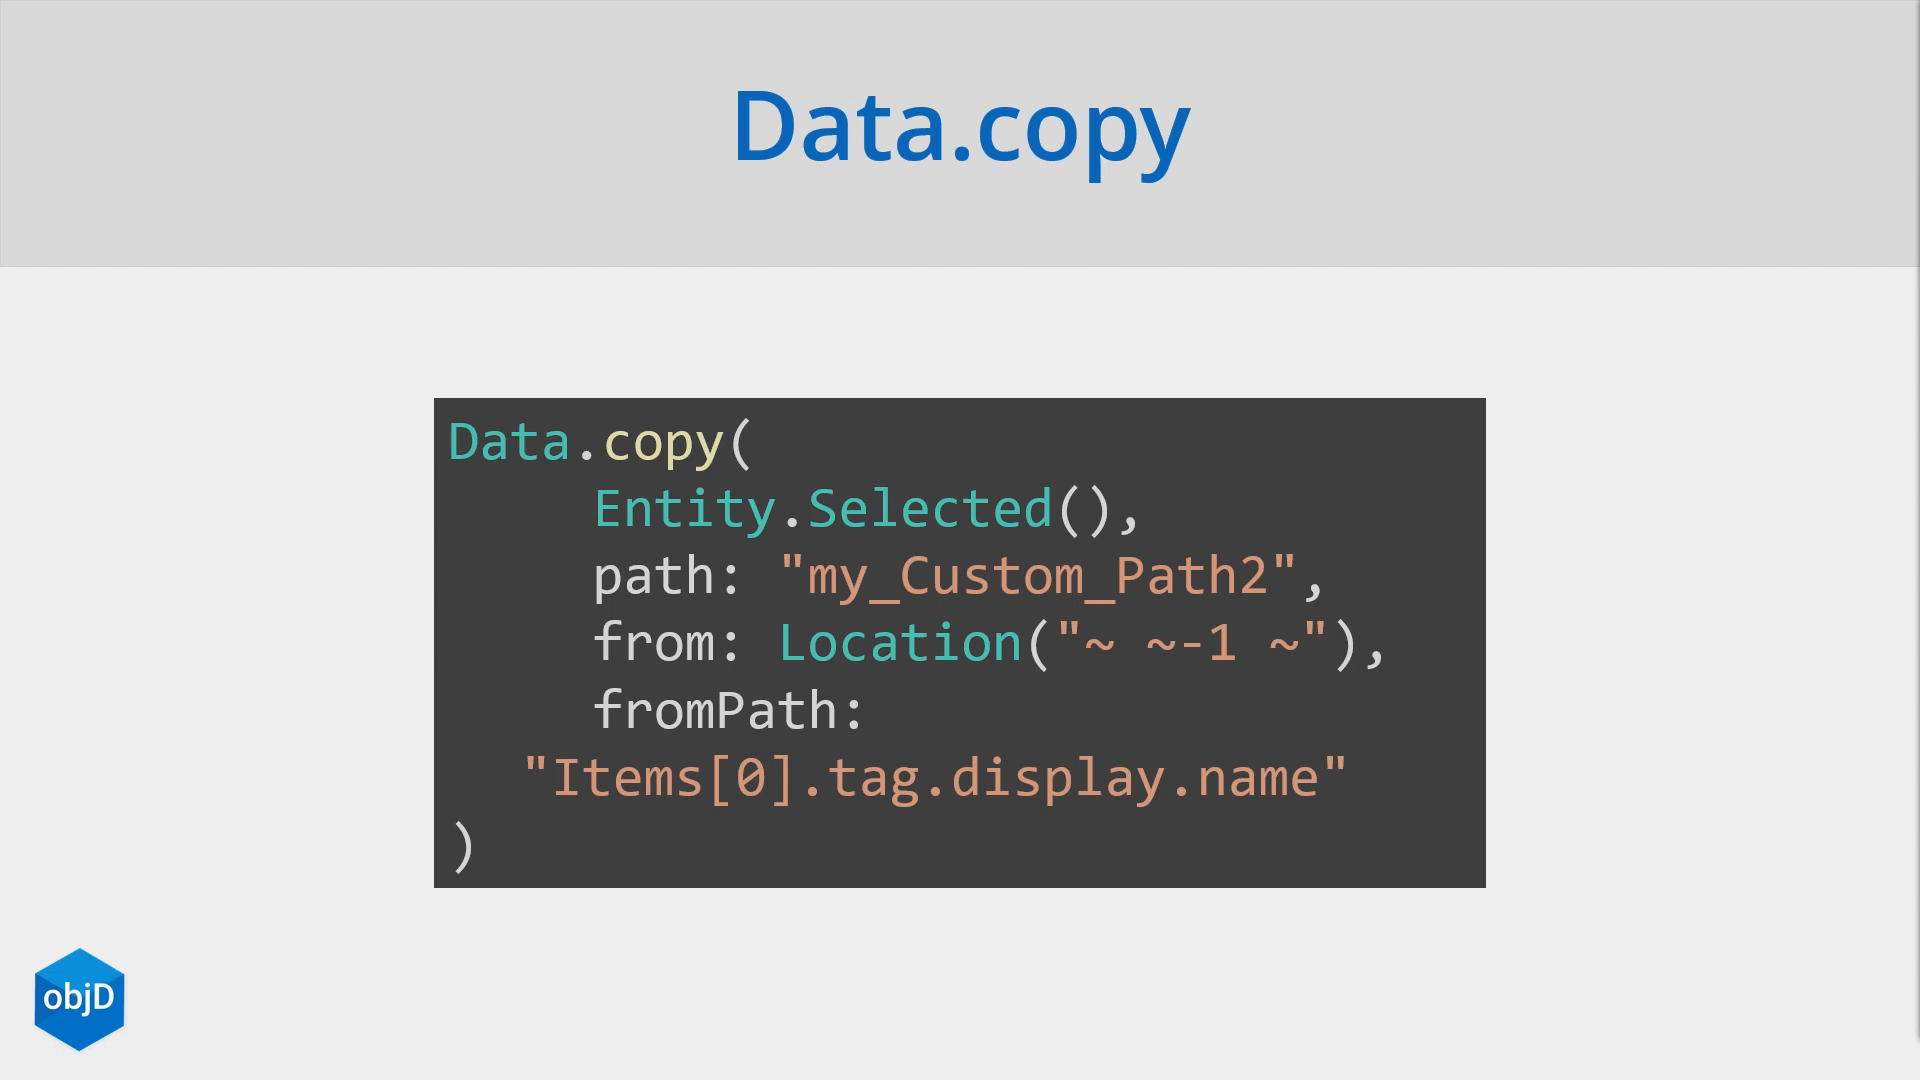 Data.copy
Data.copy(
Entity.Selected(),
path: "my_Custom_Path2",
from: Location("~ ~-1 ~"),
fromPath:
"Items[0].tag.display.name"
)
objD